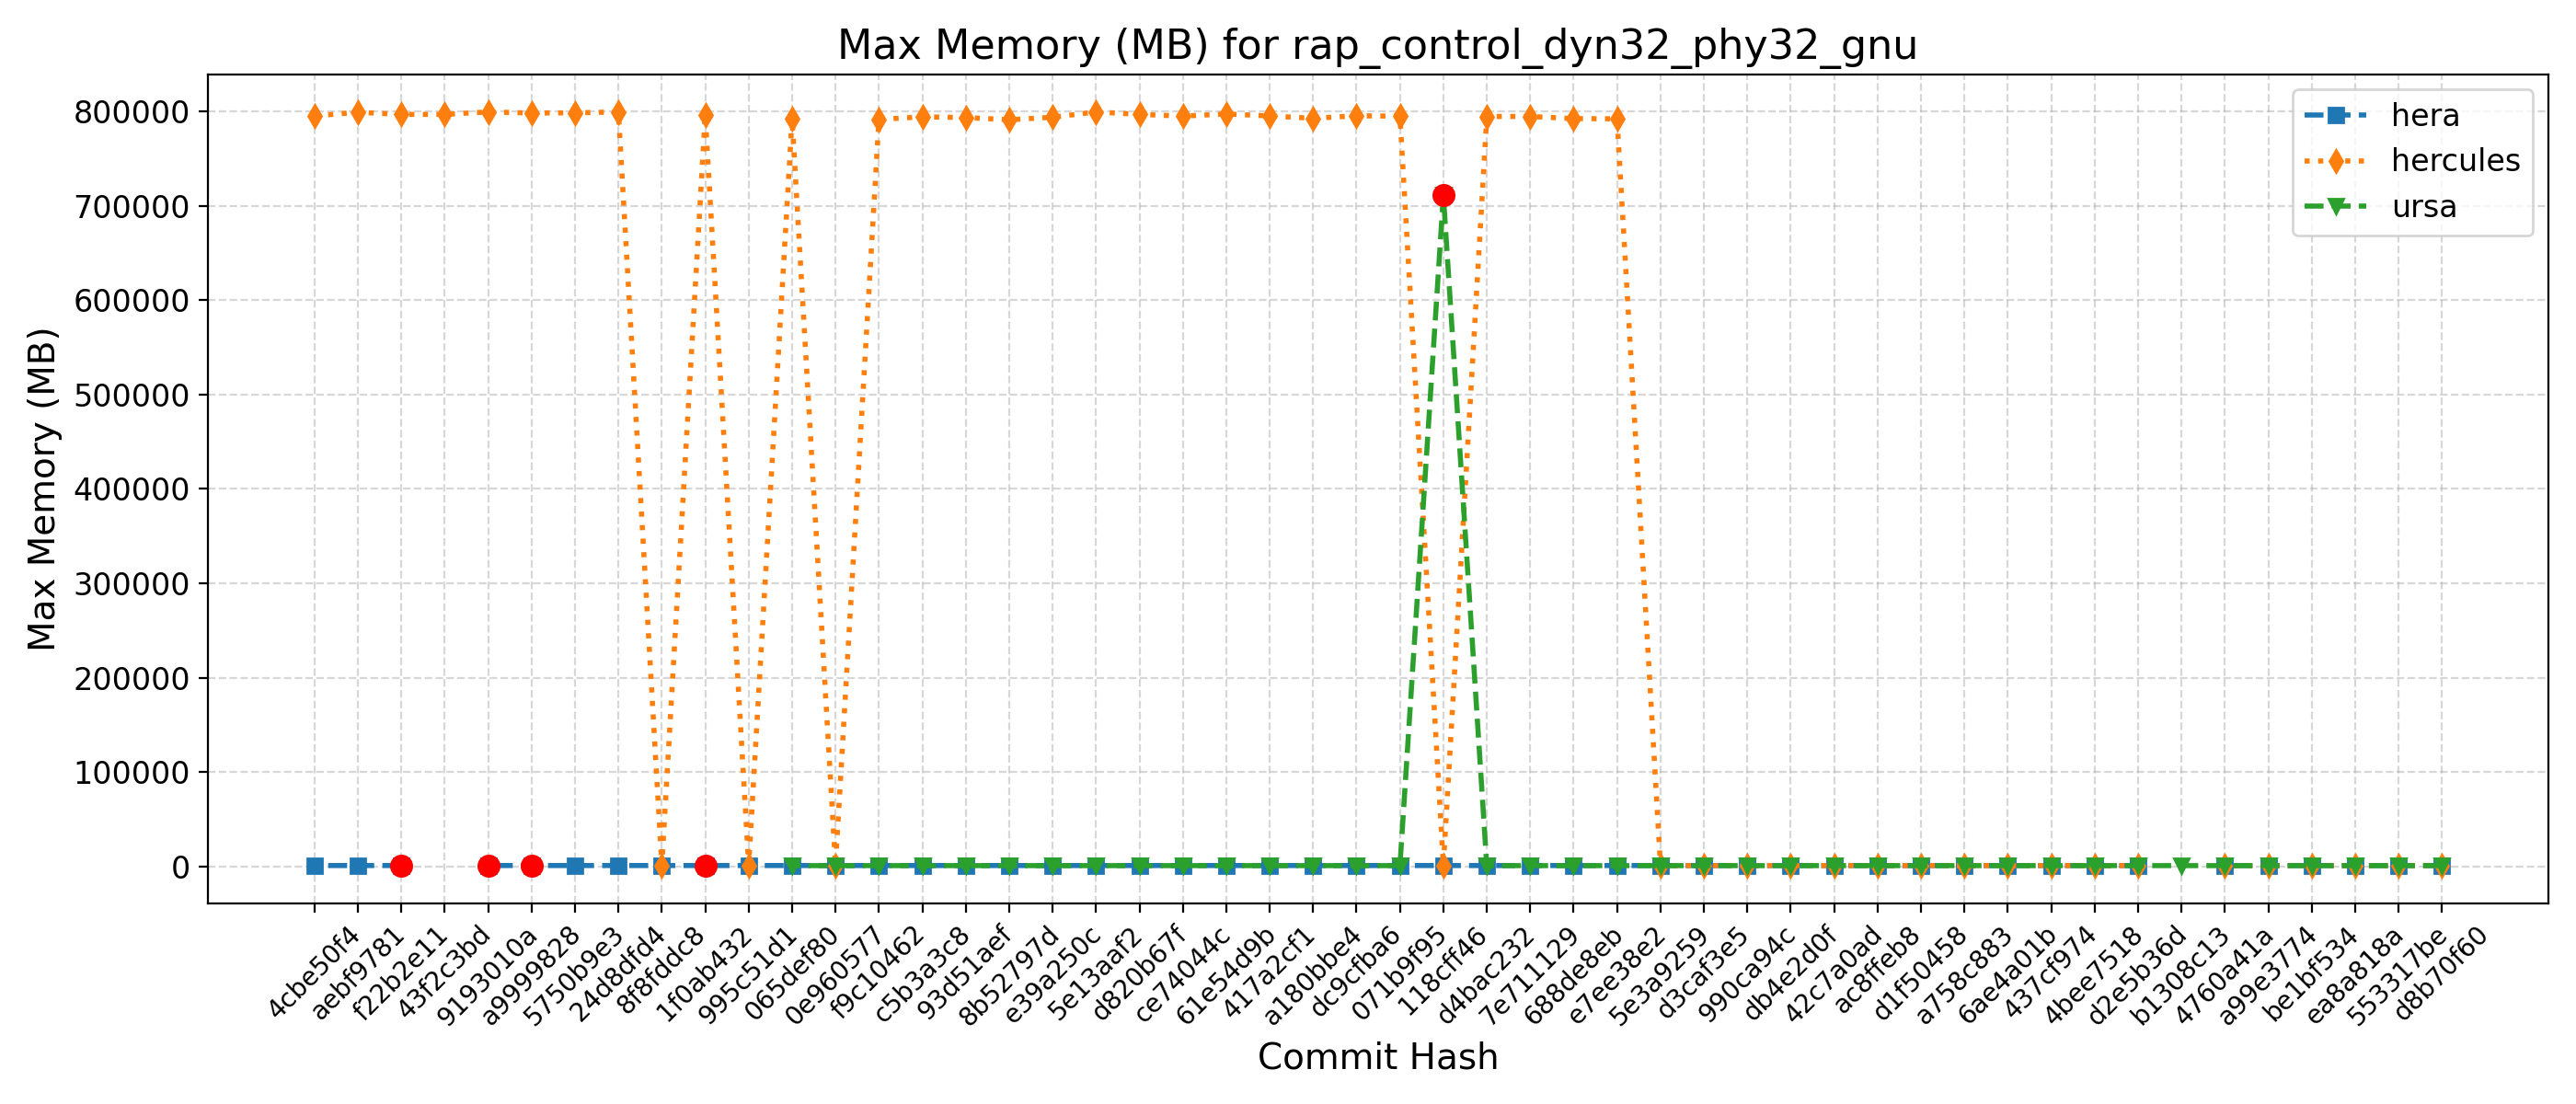 Max Memory (MB) for rap_control_dyn32_phy32_gnu
Max Memory (MB)
800000
700000
600000
500000
400000
300000
200000
100000
0
hera
hercules
ursa
4cbe50f4
aebf9781
f22b2e11
43f2c3bd
9193010a
a9999828
5750b9e3
24d8dfd4
8f8fddc8
1f0ab432
995c51d1
065def80
0e960577
f9c10462
c5b3a3c8
93d51aef
8b52797d
e39a250c
5e13aaf2
d820b67f
ce74044c
61e54d9b
417a2cf1
a180bbe4
dc9cfba6
071b9f95
118cff46
d4bac232
7e711129
688de8eb
e7ee38e2
5e3a9259
d3caf3e5
990ca94c
db4e2d0f
42c7a0ad
ac8ffeb8
d1f50458
a758c883
6ae4a01b
437cf974
4bee7518
d2e5b36d
b1308c13
4760a41a
a99e3774
be1bf534
ea8a818a
553317be
d8b70f60
Commit Hash